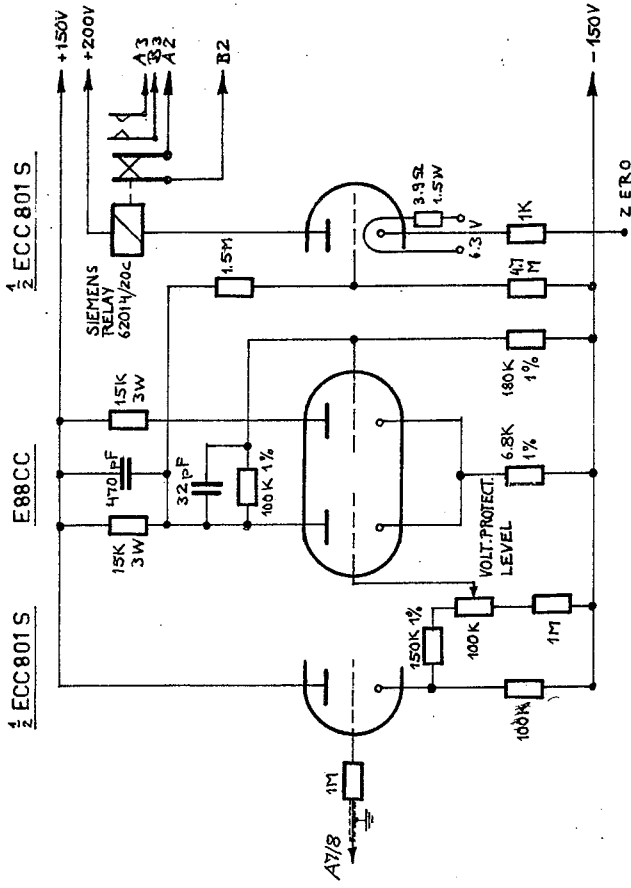 ½ ECC801S
E88CC
½ ECC801S
+150V
+200V
A3
B3
A2
B2
-150V
ZERO
A7/8
1M
100K
150K 1%
100K
1M
VOLT. PROTECT.
LEVEL
6.8K
1%
180K
1%
15K
3W
470pF
32pF
100K 1%
15K
3W
SIEMENS
RELAY
62014/20C
1.5M
4.7
M
1K
3.9Ω
1.5W
6.3V